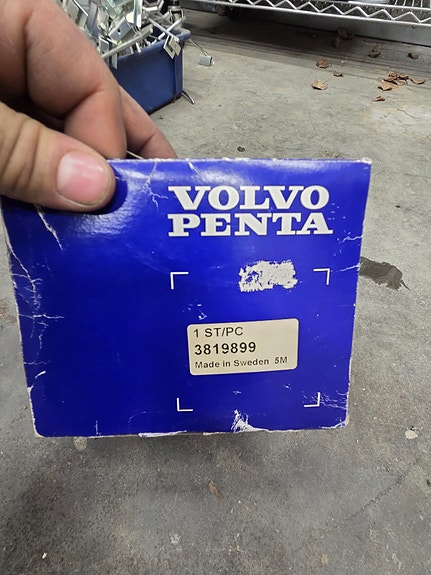 VOLVO
PENTA
1 ST/PC
3819899
Made in Sweden 5M